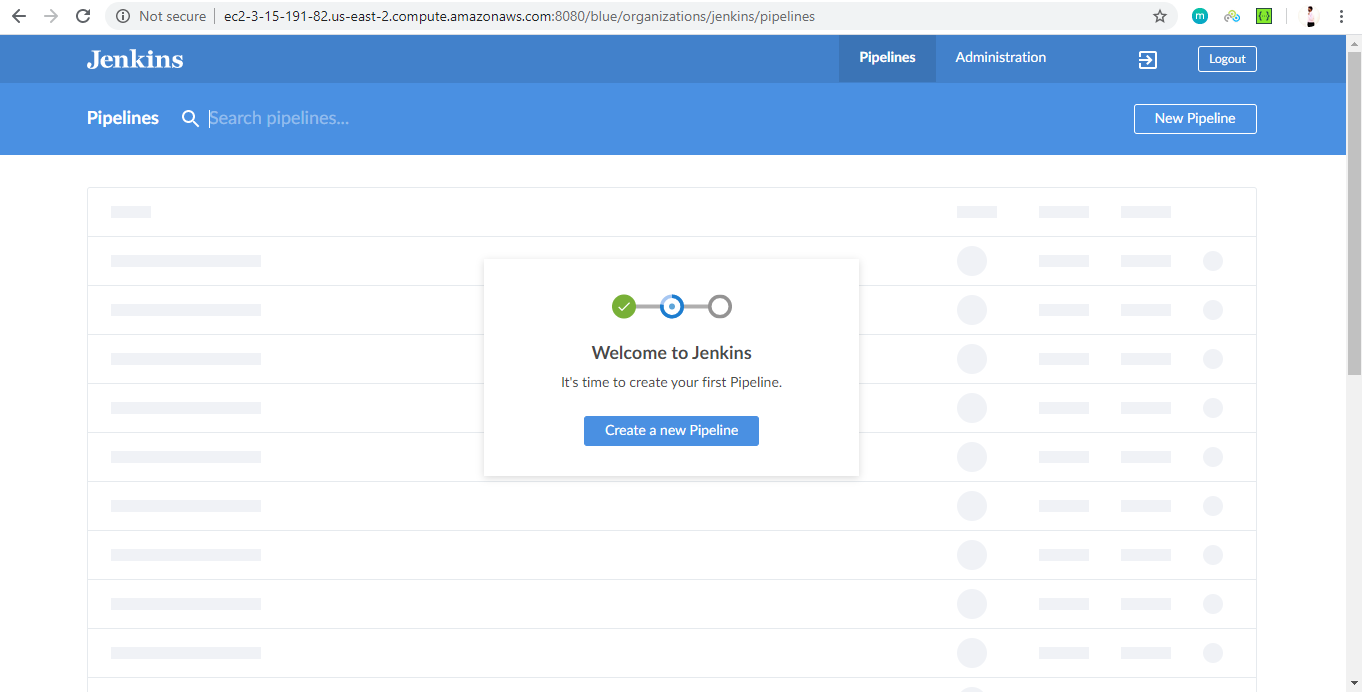 Not secure ec2-3-15-191-82.us-east-2.compute.amazonaws.com:8080/blue/organizations/jenkins/pipelines
m {·}
Jenkins Pipelines Administration Logout
Pipelines Search pipelines... New Pipeline
Welcome to Jenkins
It's time to create your first Pipeline.
Create a new Pipeline